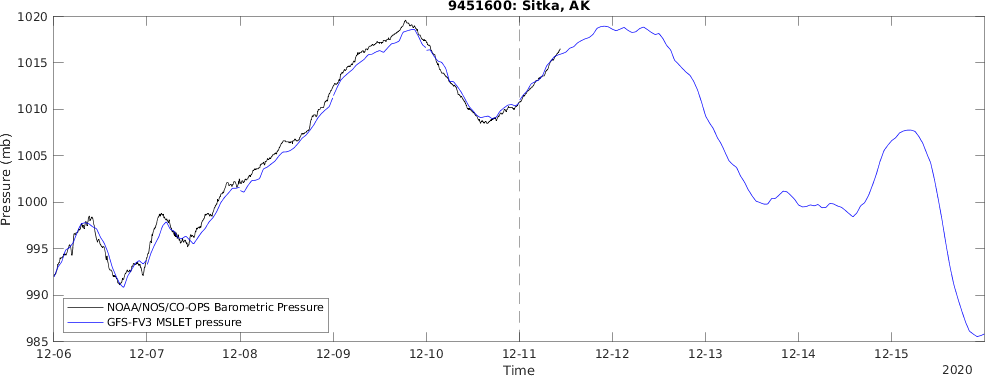 9451600: Sitka, AK
1020
1015
1010
1005
1000
995
990
985
Pressure (mb)
NOAA/NOS/CO-OPS Barometric Pressure
GFS-FV3 MSLET pressure
12-06 12-07 12-08 12-09 12-10 12-11 12-12 12-13 12-14 12-15
Time
2020